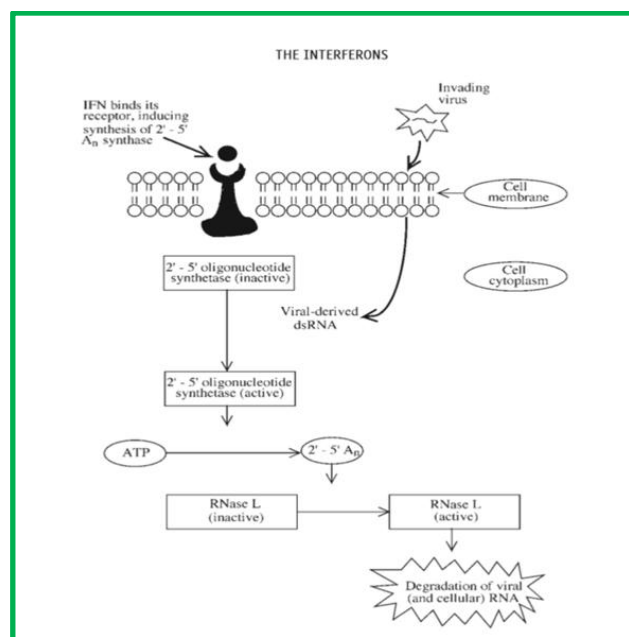 THE INTERFERONS
IFN binds its
receptor, inducing
synthesis of 2' - 5'
An synthase
Invading
virus
Cell
membrane
2' - 5' oligonucleotide
synthetase (inactive)
Cell
cytoplasm
Viral-derived
dsRNA
2' - 5' oligonucleotide
synthetase (active)
ATP
2' - 5' An
RNase L
(inactive)
RNase L
(active)
Degradation of viral
(and cellular) RNA